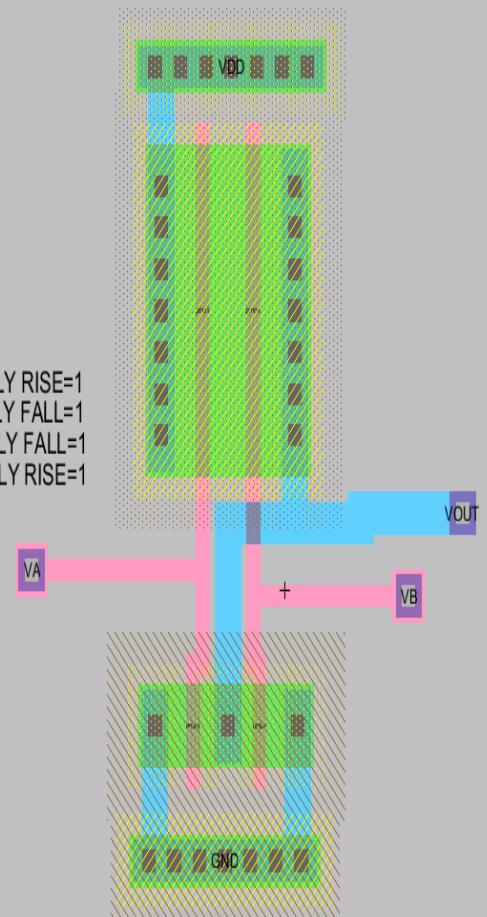 VDD
LY RISE=1
LY FALL=1
LY FALL=1
LY RISE=1
VOUT
VA
VB
GND